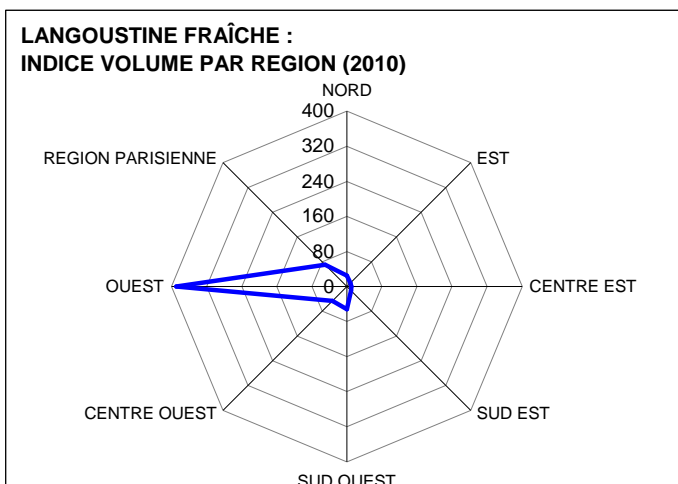 LANGOUSTINE FRAÎCHE :
INDICE VOLUME PAR REGION (2010)
NORD
400
REGION PARISIENNE
EST
320
240
160
80
OUEST
0
CENTRE EST
CENTRE OUEST
SUD EST
SUD OUEST